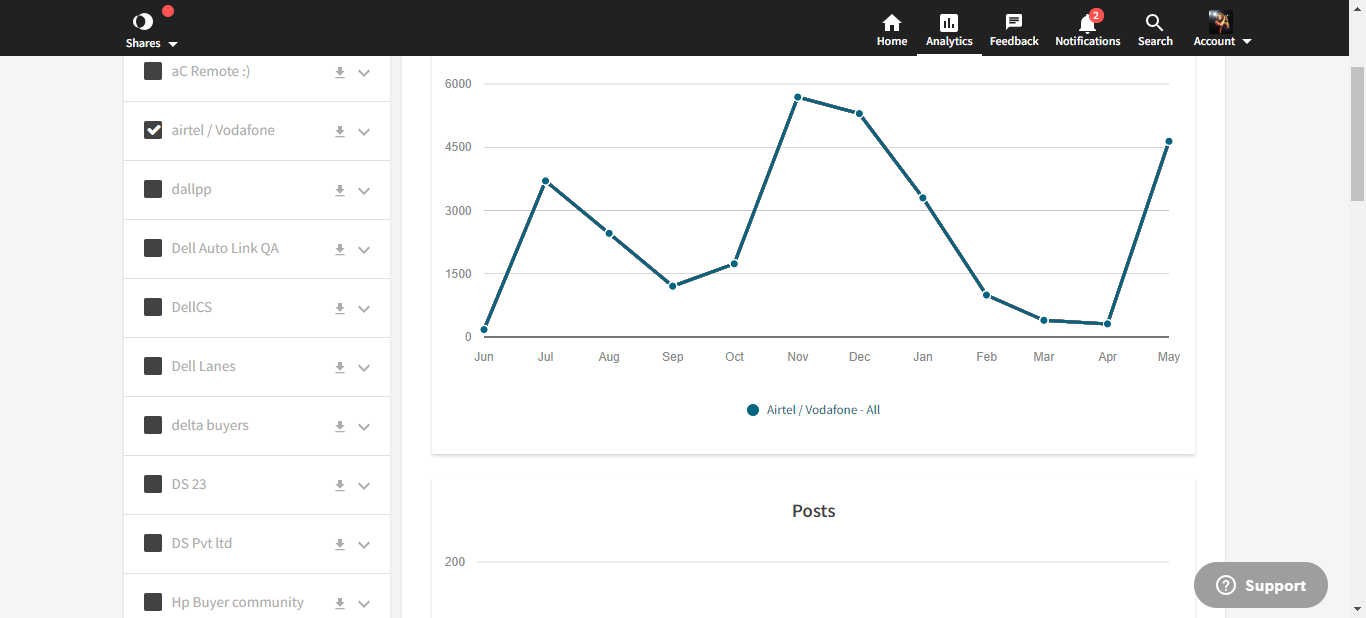 Shares
Home
Analytics
Feedback
2
Notifications
Search
Account
aC Remote :)
airtel / Vodafone
dallpp
Dell Auto Link QA
DellCS
Dell Lanes
delta buyers
DS 23
DS Pvt ltd
Hp Buyer community
6000
4500
3000
1500
0
Jun Jul Aug Sep Oct Nov Dec Jan Feb Mar Apr May
Airtel / Vodafone - All
Posts
200
? Support